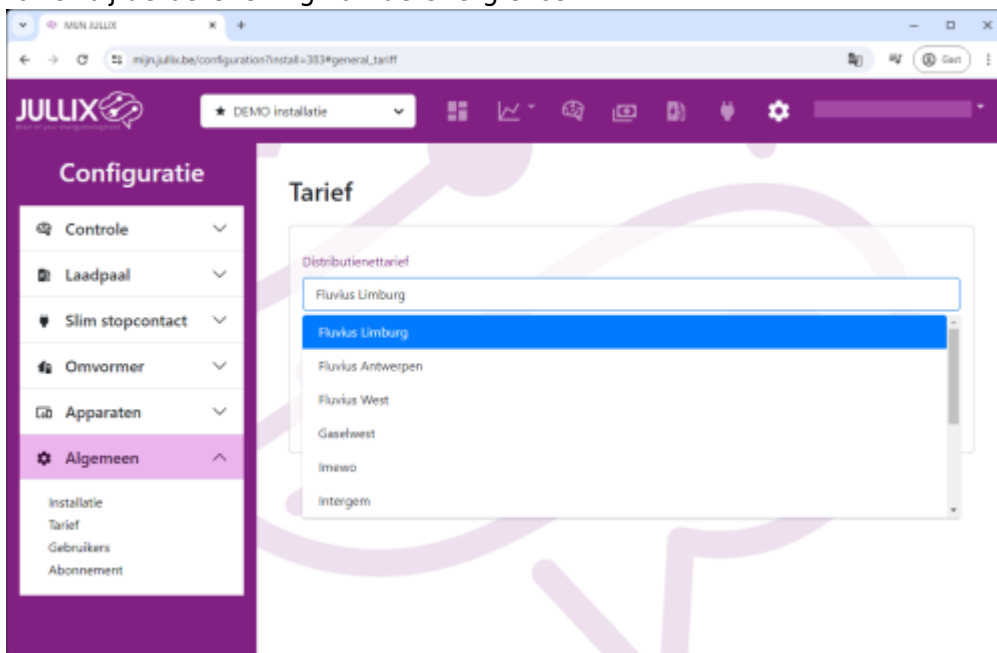 MIJN JULLIX
mijn.jullix.be/configuration?install=383#general_tariff
Gast
JULLIX
DEMO installatie
Configuratie
Controle
Laadpaal
Slim stopcontact
Omvormer
Apparaten
Algemeen
Installatie
Tarief
Gebruikers
Abonnement
Tarief
Distributienettarief
Fluvius Limburg
Fluvius Limburg
Fluvius Antwerpen
Fluvius West
Gaselwest
Imewo
Intergem